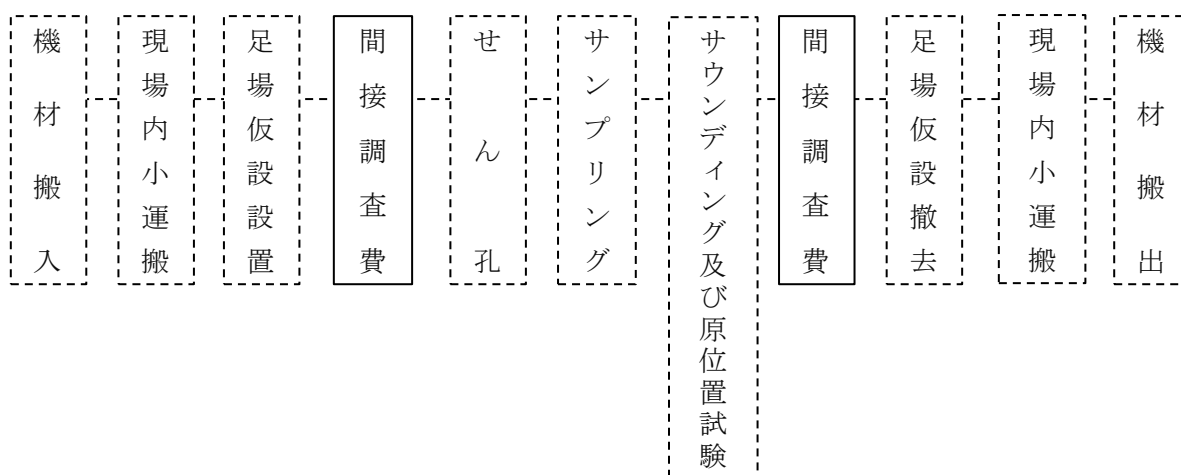 機材搬入
現場内小運搬
足場仮設設置
間接調査費
せん孔
サンプリング
サウンディング及び原位置試験
間接調査費
足場仮設撤去
現場内小運搬
機材搬出